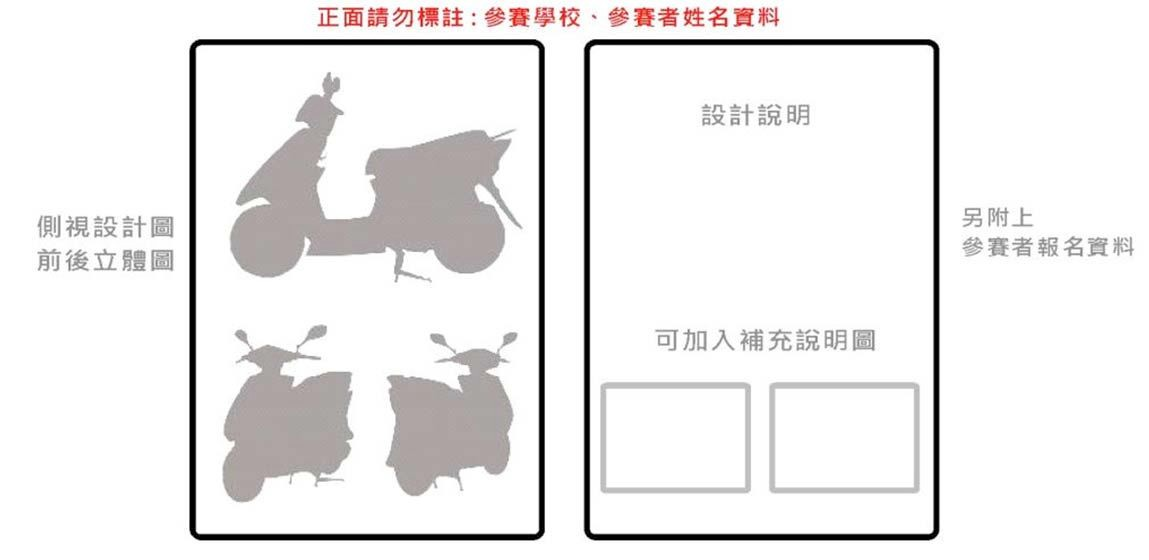 正面請勿標註:參賽學校、參賽者姓名資料
側視設計圖
前後立體圖
設計說明
可加入補充說明圖
另附上
參賽者報名資料